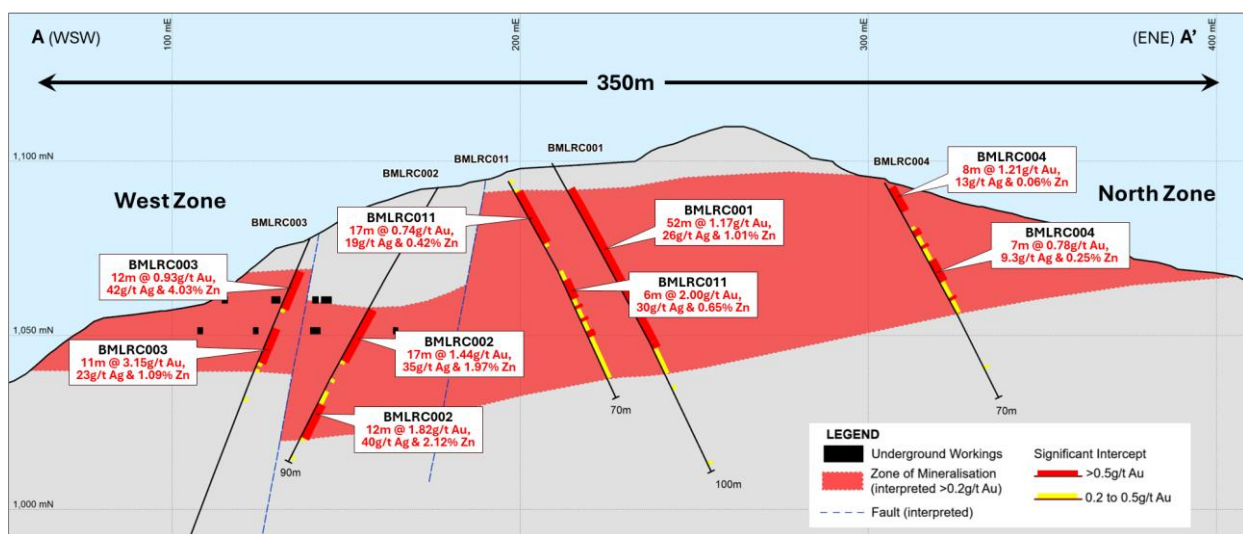 A (WSW)
100 mE
200 mE
300 mE
400 mE
(ENE) A’
350m
1,100 mN
1,050 mN
1,000 mN
West Zone
North Zone
BMLRC003
BMLRC002
BMLRC011
BMLRC001
BMLRC004
BMLRC004
8m @ 1.21g/t Au,
13g/t Ag & 0.06% Zn
BMLRC011
17m @ 0.74g/t Au,
19g/t Ag & 0.42% Zn
BMLRC001
52m @ 1.17g/t Au,
26g/t Ag & 1.01% Zn
BMLRC004
7m @ 0.78g/t Au,
9.3g/t Ag & 0.25% Zn
BMLRC003
12m @ 0.93g/t Au,
42g/t Ag & 4.03% Zn
BMLRC011
6m @ 2.00g/t Au,
30g/t Ag & 0.65% Zn
BMLRC003
11m @ 3.15g/t Au,
23g/t Ag & 1.09% Zn
BMLRC002
17m @ 1.44g/t Au,
35g/t Ag & 1.97% Zn
BMLRC002
12m @ 1.82g/t Au,
40g/t Ag & 2.12% Zn
90m
70m
100m
70m
LEGEND
Underground Workings
Zone of Mineralisation
(interpreted >0.2g/t Au)
Fault (interpreted)
Significant Intercept
>0.5g/t Au
0.2 to 0.5g/t Au